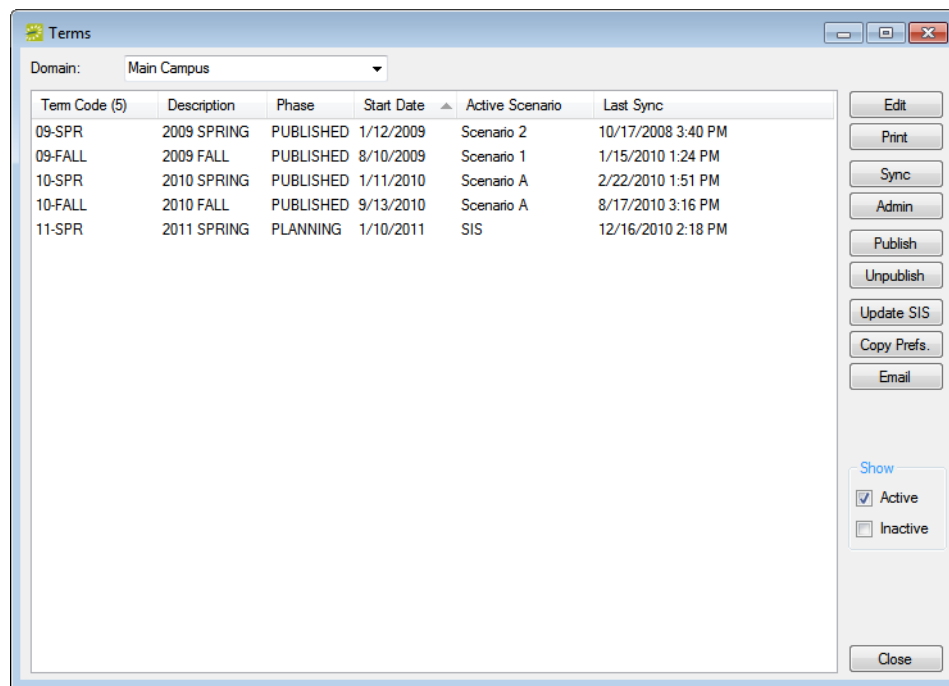 Terms
Domain: Main Campus
Term Code (5) Description Phase Start Date Active Scenario Last Sync
09-SPR 2009 SPRING PUBLISHED 1/12/2009 Scenario 2 10/17/2008 3:40 PM
09-FALL 2009 FALL PUBLISHED 8/10/2009 Scenario 1 1/15/2010 1:24 PM
10-SPR 2010 SPRING PUBLISHED 1/11/2010 Scenario A 2/22/2010 1:51 PM
10-FALL 2010 FALL PUBLISHED 9/13/2010 Scenario A 8/17/2010 3:16 PM
11-SPR 2011 SPRING PLANNING 1/10/2011 SIS 12/16/2010 2:18 PM
Edit
Print
Sync
Admin
Publish
Unpublish
Update SIS
Copy Prefs.
Email
Show
Active
Inactive
Close